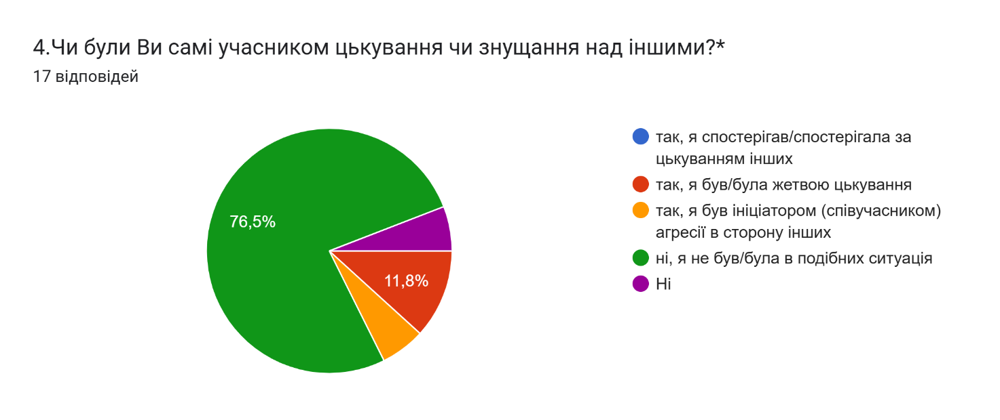 4.Чи були Ви самі учасником цькування чи знущання над іншими?*
17 відповідей
76,5%
11,8%
так, я спостерігав/спостерігала за
цькуванням інших
так, я був/була жетвою цькування
так, я був ініціатором (співучасником)
агресії в сторону інших
ні, я не був/була в подібних ситуація
Ні